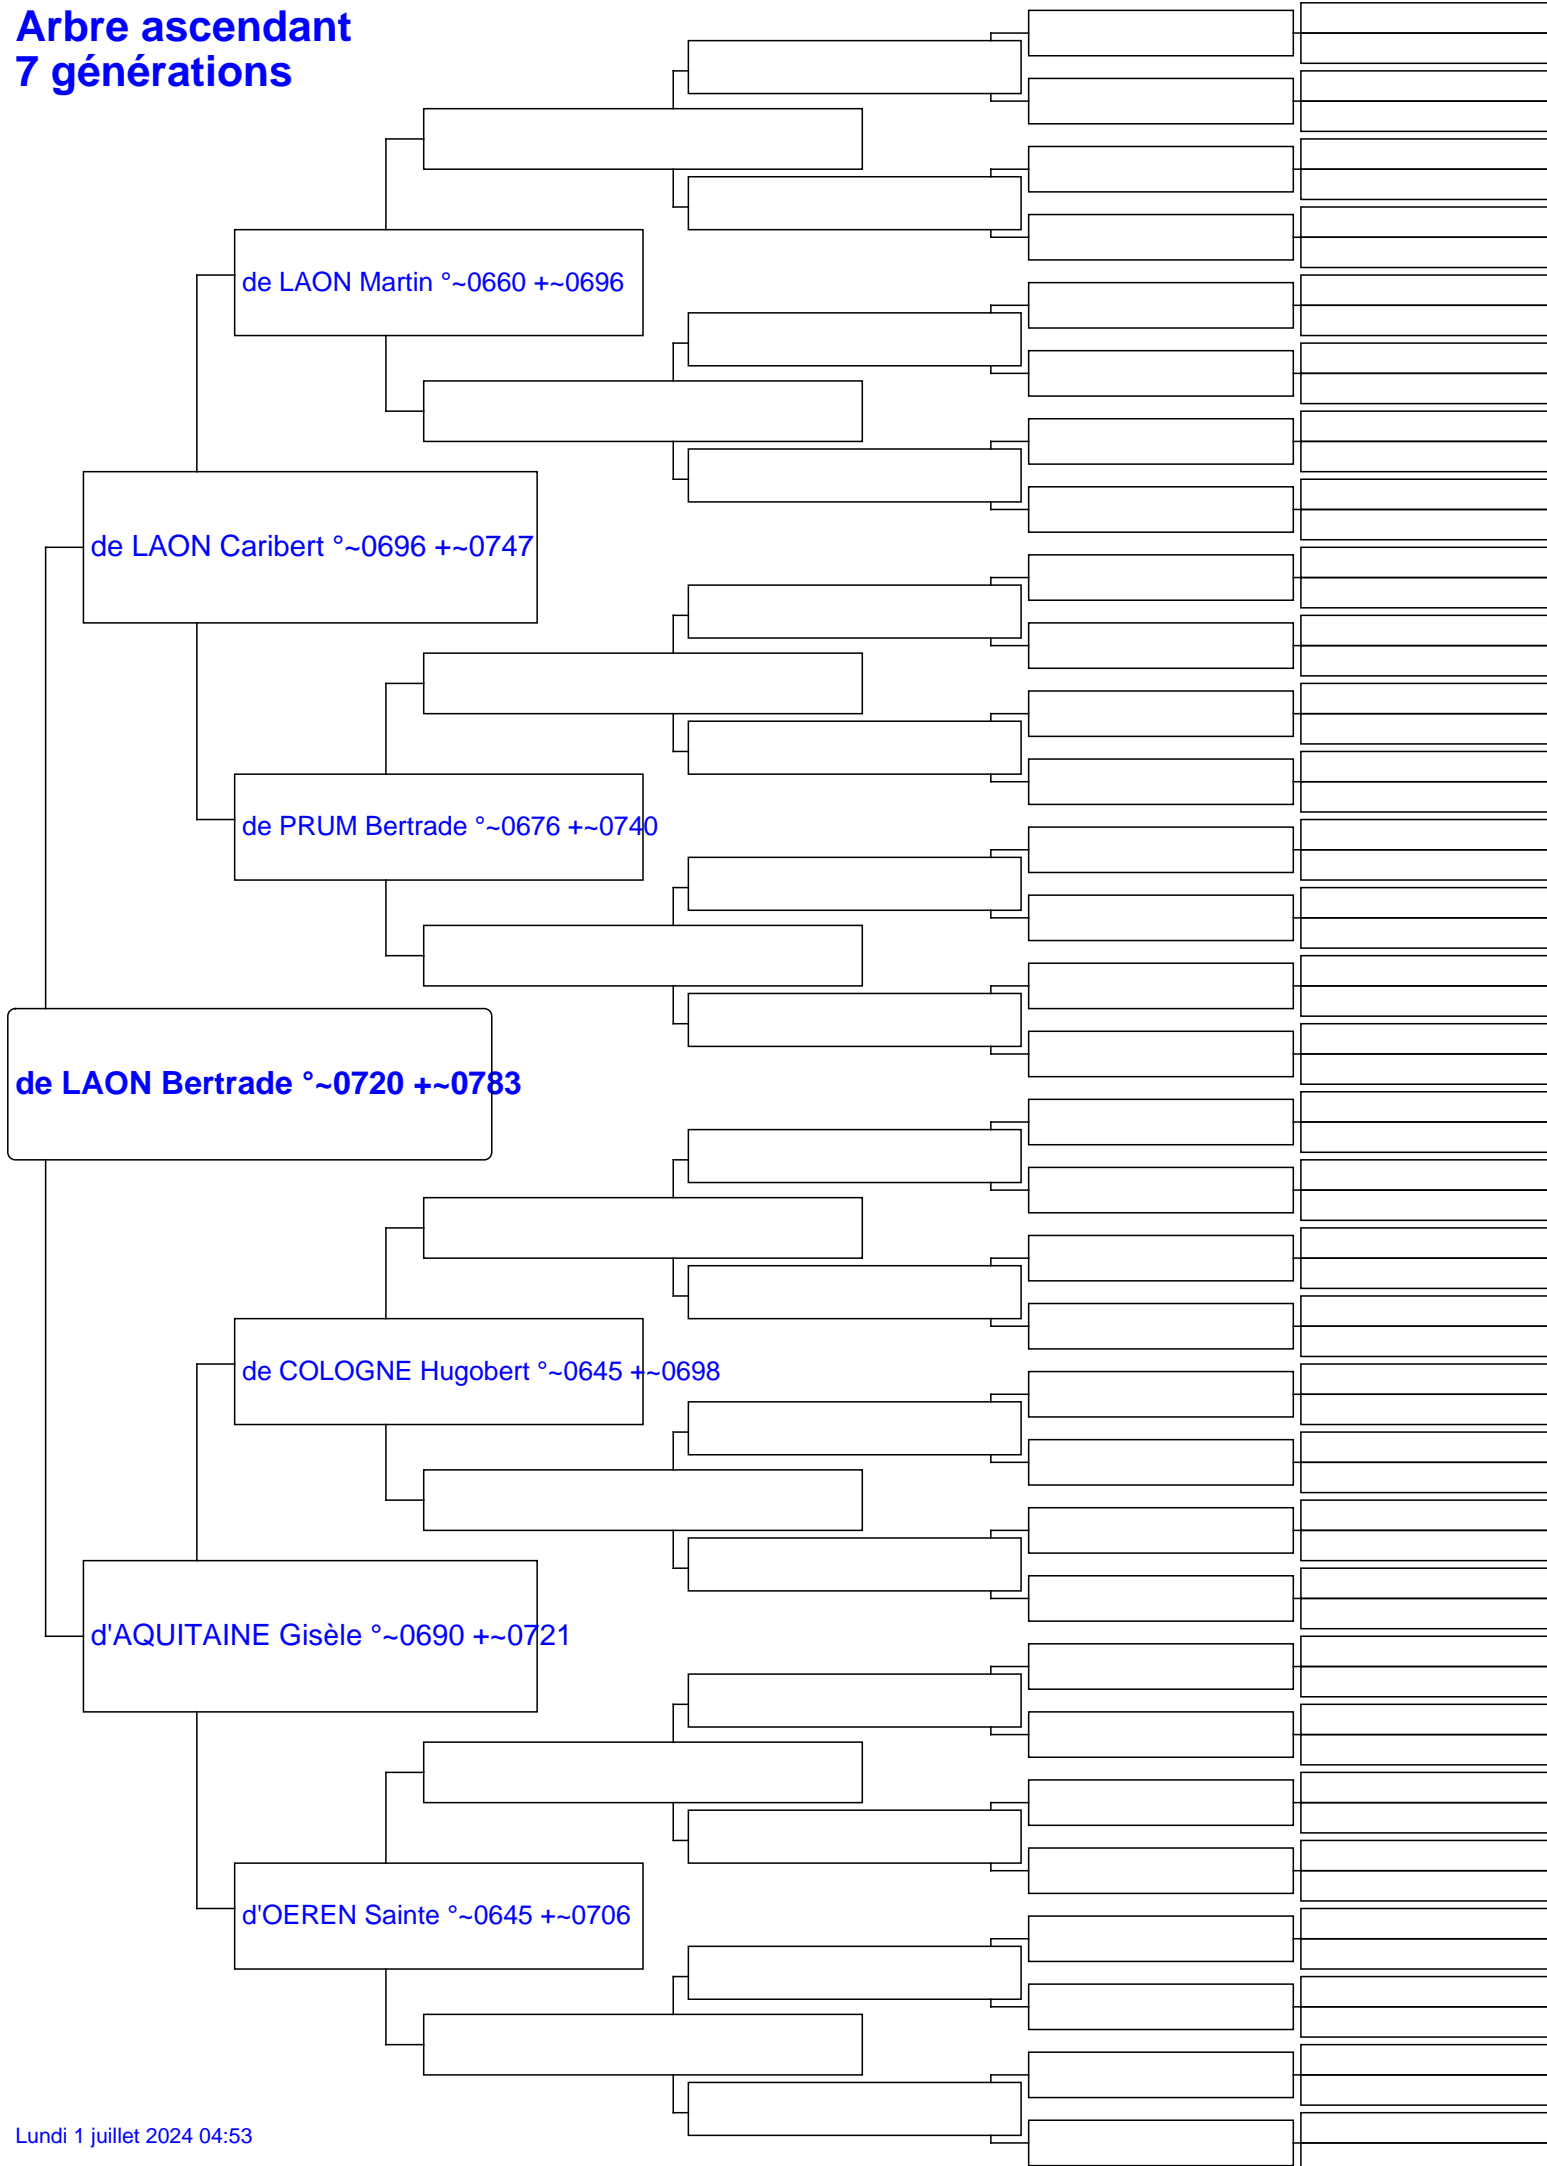 Arbre ascendant
7 générations
de LAON Martin °~0660 +~0696
de LAON Caribert °~0696 +~0747
de PRUM Bertrade °~0676 +~0740
de LAON Bertrade °~0720 +~0783
de COLOGNE Hugobert °~0645 +~0698
d'AQUITAINE Gisèle °~0690 +~0721
d'OEREN Sainte °~0645 +~0706
Lundi 1 juillet 2024 04:53